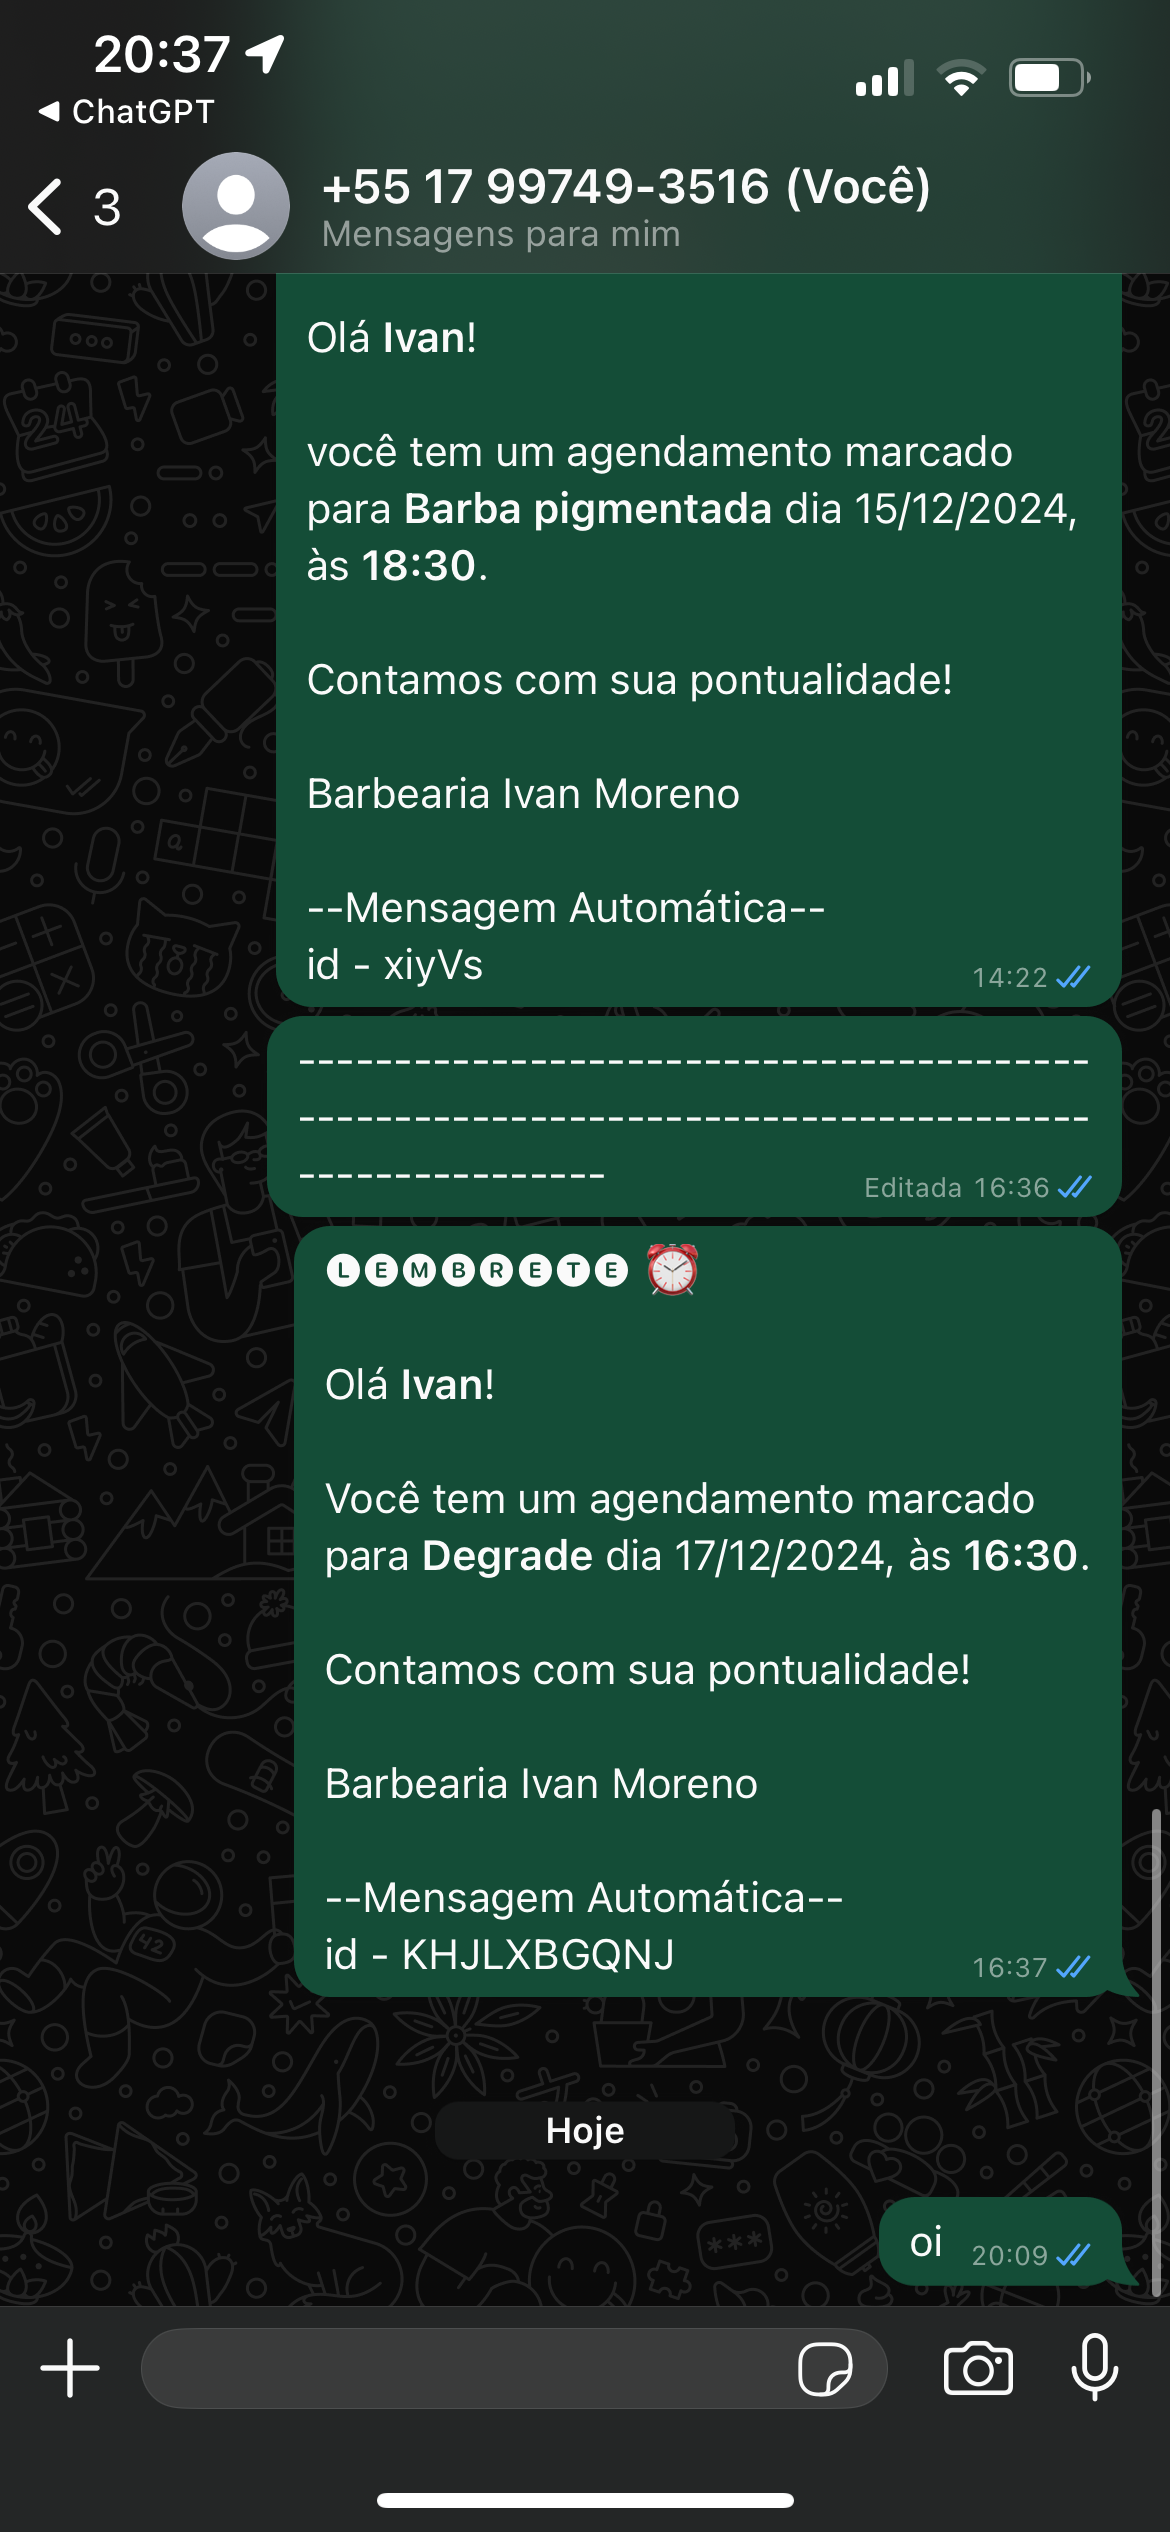 20:37
ChatGPT
3
+55 17 99749-3516 (Você)
Mensagens para mim
Olá Ivan!
você tem um agendamento marcado
para Barba pigmentada dia 15/12/2024,
às 18:30.
Contamos com sua pontualidade!
Barbearia Ivan Moreno
--Mensagem Automática--
id - xiyVs
14:22
-----------------------------------------
-----------------------------------------
----------------
Editada 16:36
🅛🅔🅜🅑🅡🅔🅣🅔 ⏰
Olá Ivan!
Você tem um agendamento marcado
para Degrade dia 17/12/2024, às 16:30.
Contamos com sua pontualidade!
Barbearia Ivan Moreno
--Mensagem Automática--
id - KHJLXBGQNJ
16:37
Hoje
oi
20:09